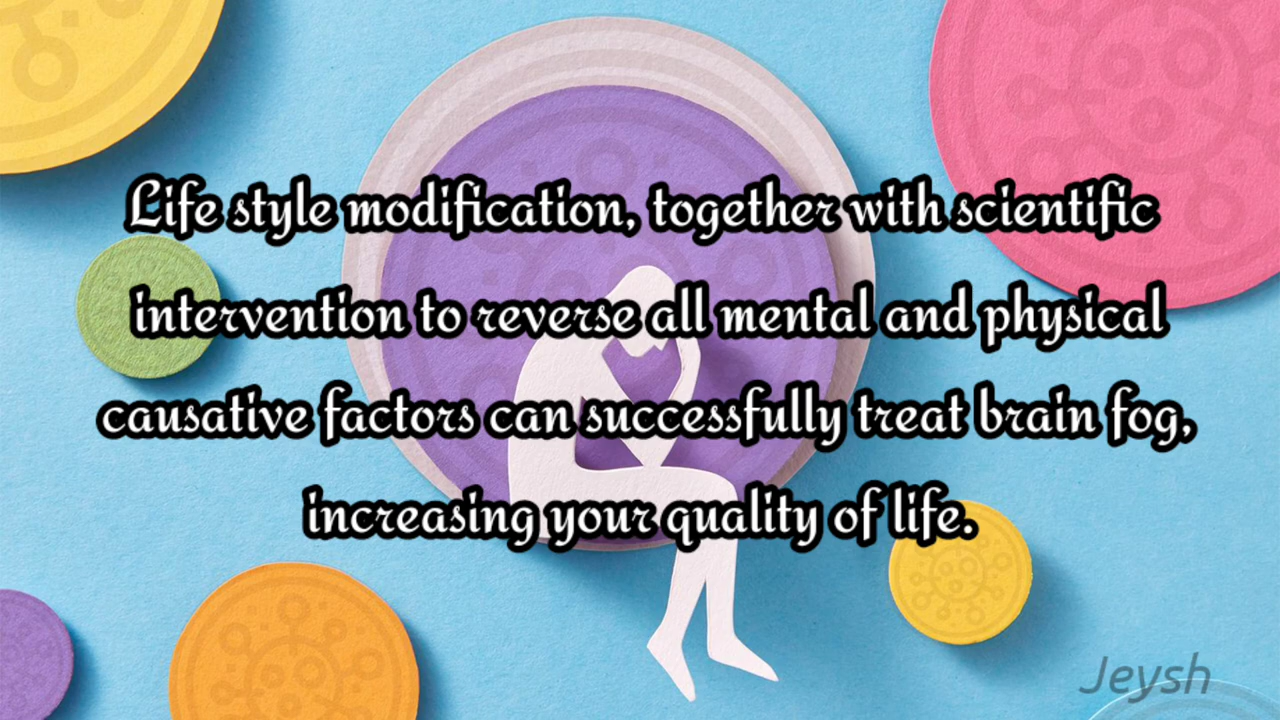 Life style modification, together with scientific
intervention to reverse all mental and physical
causative factors can successfully treat brain fog,
increasing your quality of life.
Jeysh